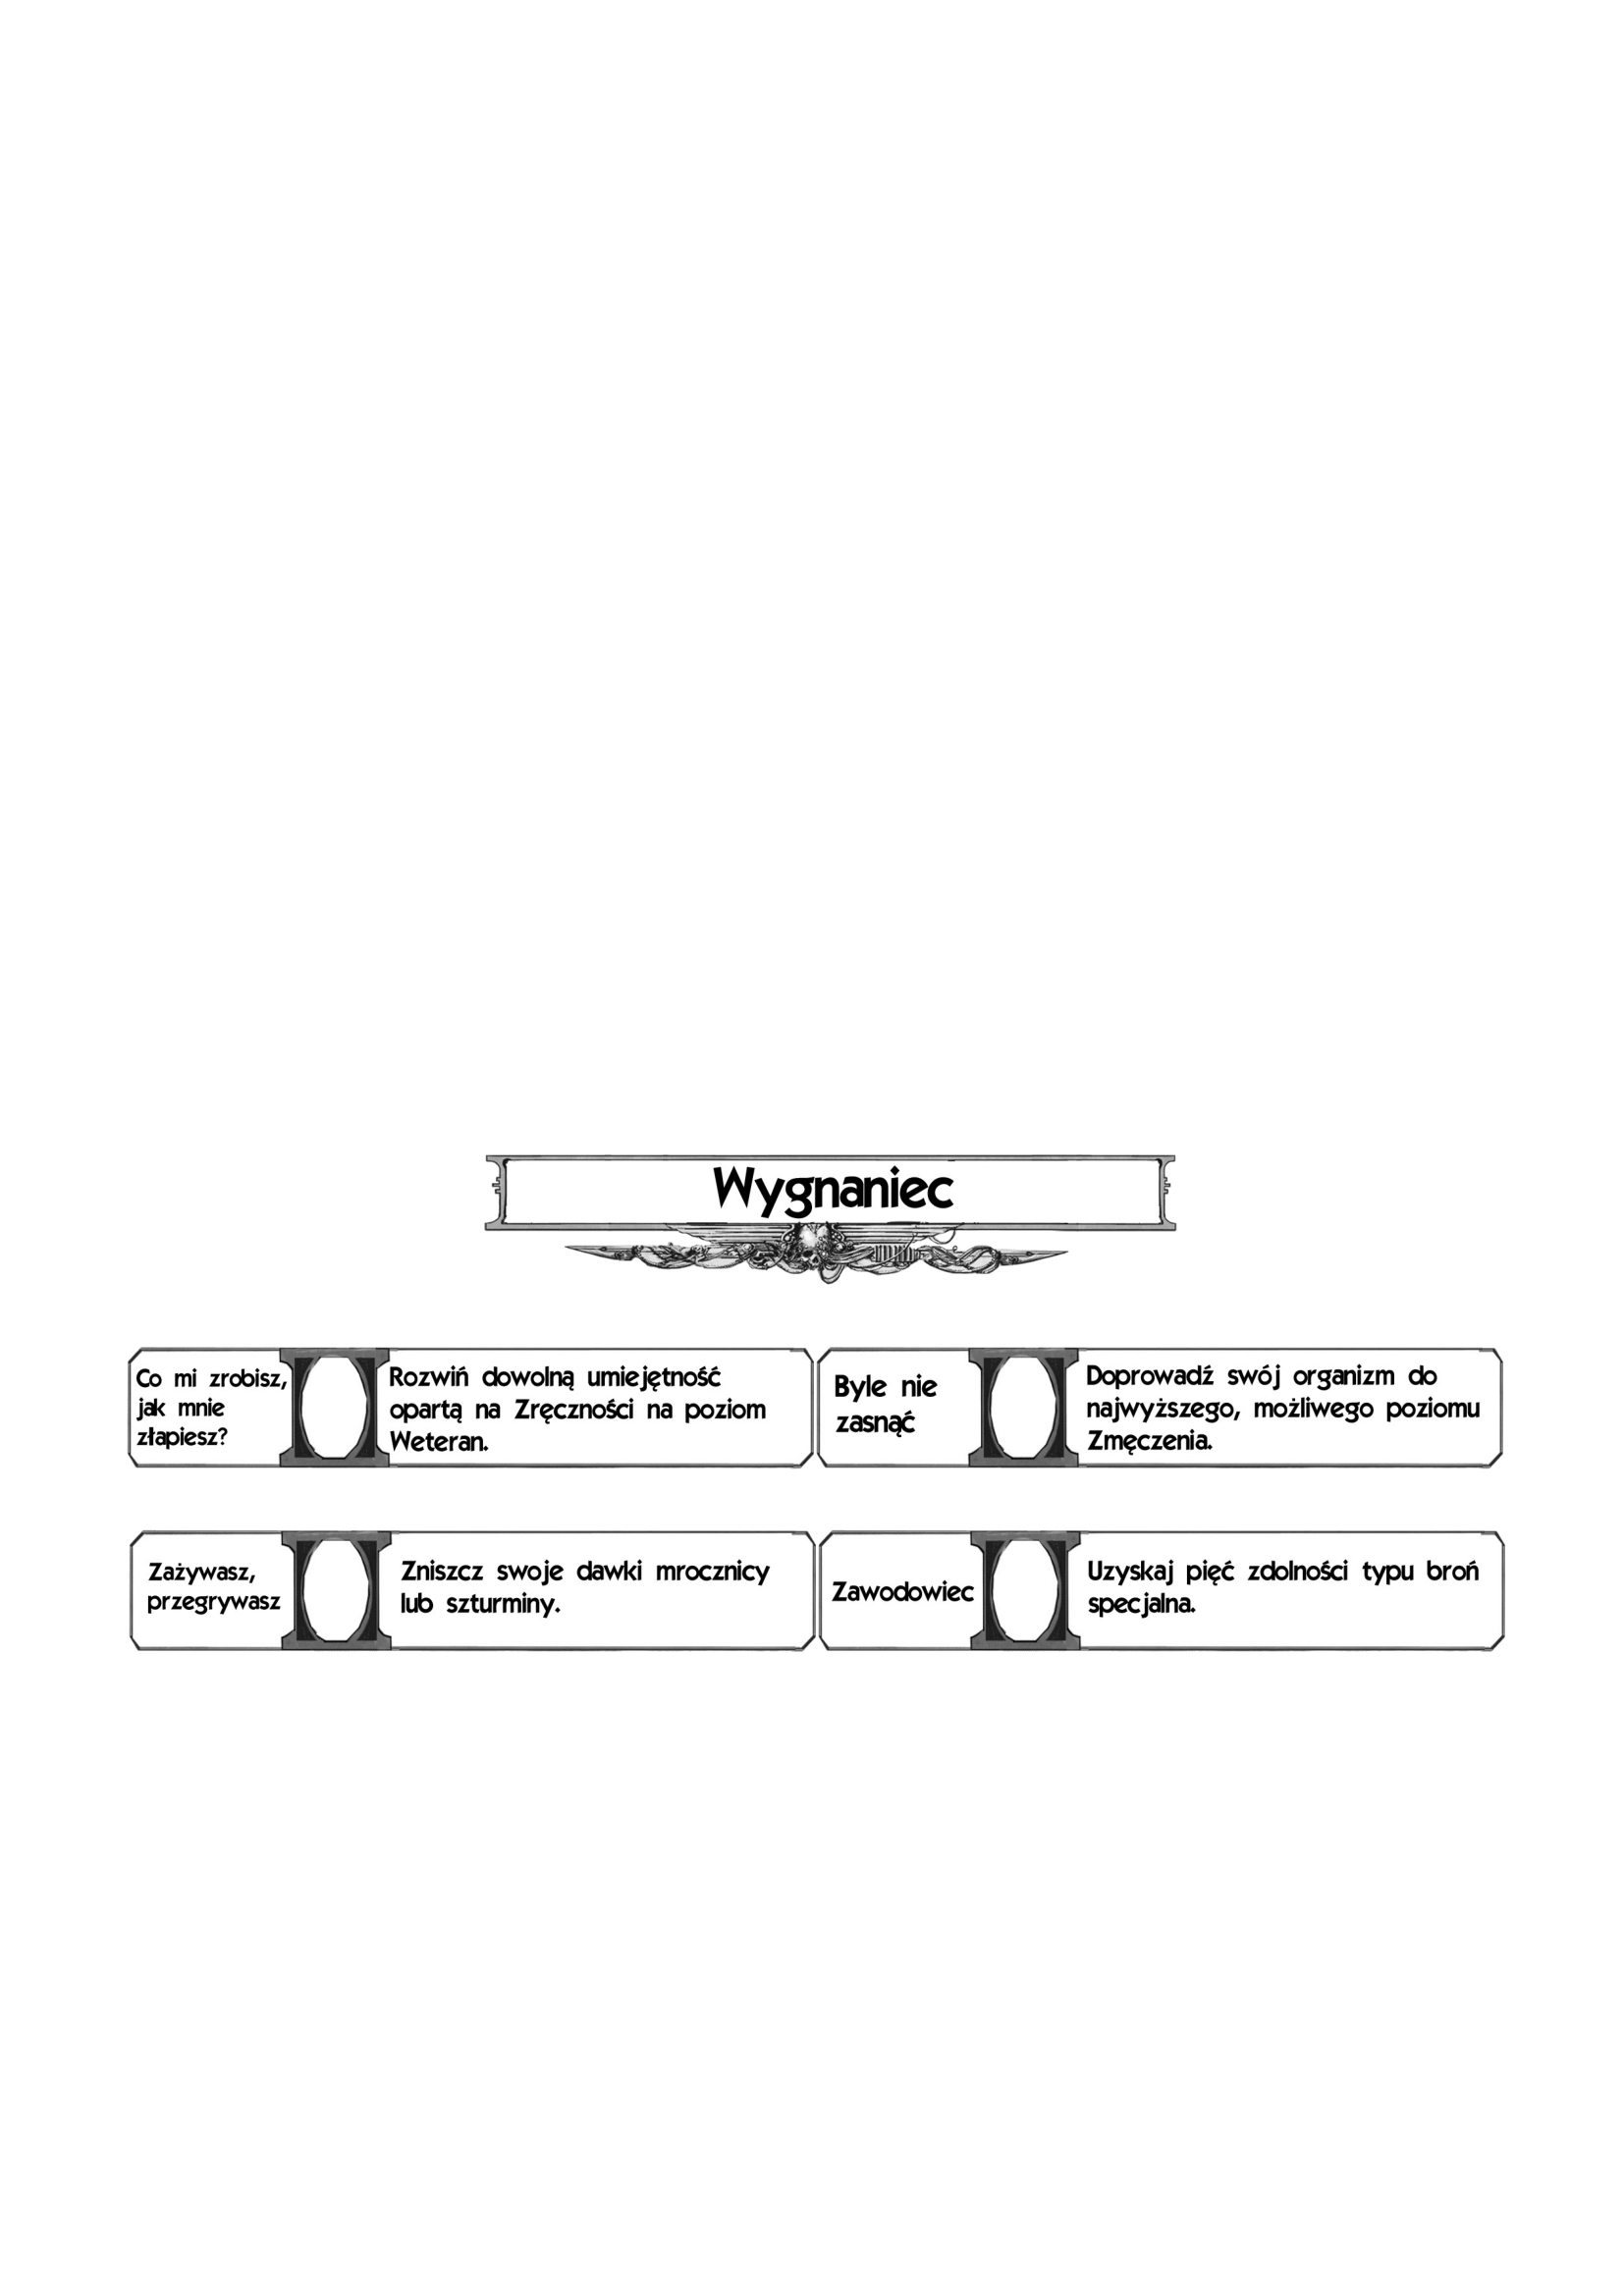 Wygnaniec
Co mi zrobisz,
jak mnie
złapiesz?
Rozwiń dowolną umiejętność
opartą na Zręczności na poziom
Weteran.
Byle nie
zasnąć
Doprowadź swój organizm do
najwyższego, możliwego poziomu
Zmęczenia.
Zażywasz,
przegrywasz
Zniszcz swoje dawki mrocznicy
lub szturminy.
Zawodowiec
Uzyskaj pięć zdolności typu broń
specjalna.